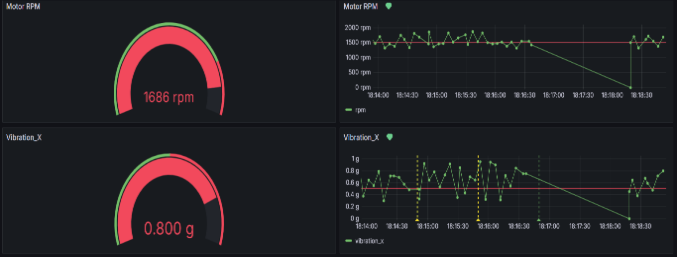 Motor RPM
1686 rpm
Motor RPM
2000 rpm
1500 rpm
1000 rpm
500 rpm
0 rpm
18:14:00 18:14:30 18:15:00 18:15:30 18:16:00 18:16:30 18:17:00 18:17:30 18:18:00 18:18:30
rpm
Vibration_X
0.800 g
Vibration_X
1 g
0.8 g
0.6 g
0.4 g
0.2 g
0 g
18:14:00 18:14:30 18:15:00 18:15:30 18:16:00 18:16:30 18:17:00 18:17:30 18:18:00 18:18:30
vibration_x